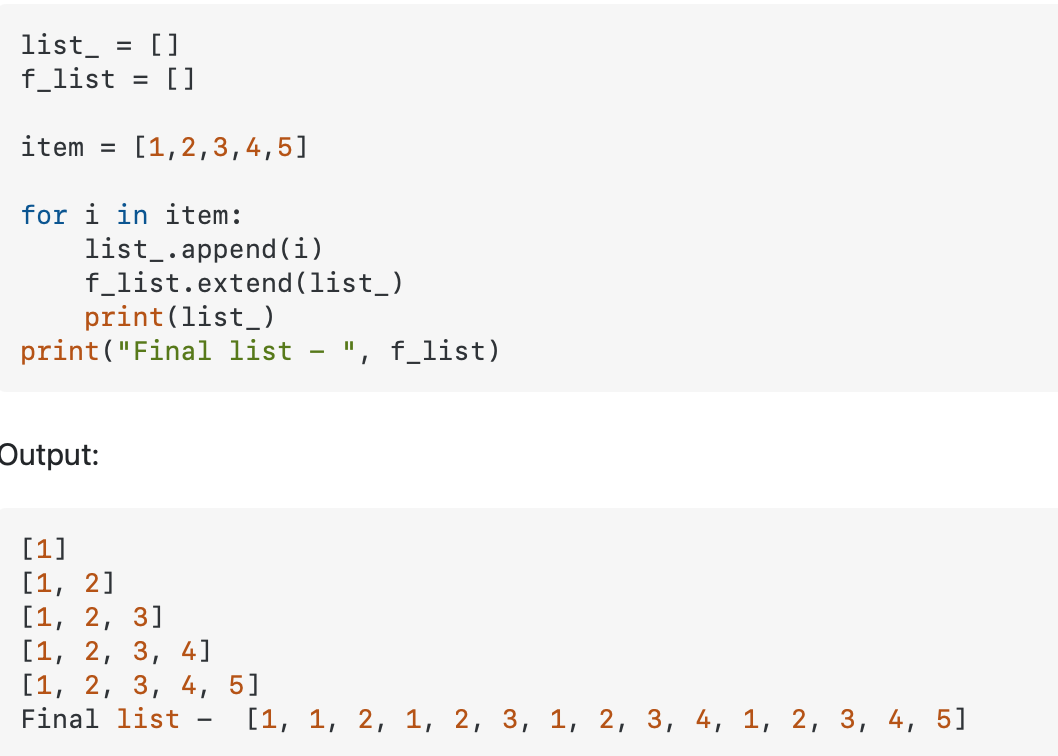 list_ = []
f_list = []
item = [1,2,3,4,5]
for i in item:
    list_.append(i)
    f_list.extend(list_)
    print(list_)
print("Final list – ", f_list)
Output:
[1]
[1, 2]
[1, 2, 3]
[1, 2, 3, 4]
[1, 2, 3, 4, 5]
Final list –  [1, 1, 2, 1, 2, 3, 1, 2, 3, 4, 1, 2, 3, 4, 5]